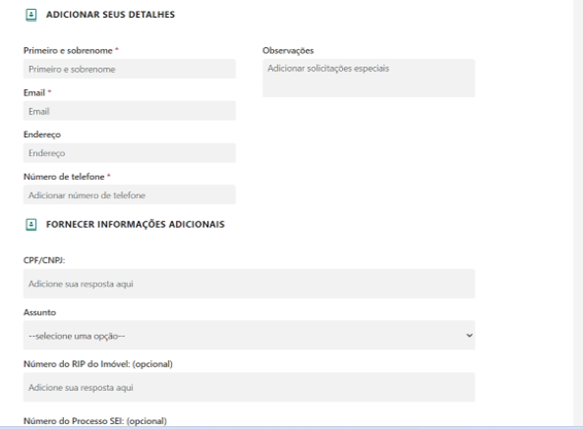 ADICIONAR SEUS DETALHES
Primeiro e sobrenome *
Primeiro e sobrenome
Email *
Email
Endereço
Endereço
Número de telefone *
Adicionar número de telefone
Observações
Adicionar solicitações especiais
FORNECER INFORMAÇÕES ADICIONAIS
CPF/CNPJ:
Adicione sua resposta aqui
Assunto
--selecione uma opção--
Número do RIP do Imóvel: (opcional)
Adicione sua resposta aqui
Número do Processo SEI: (opcional)